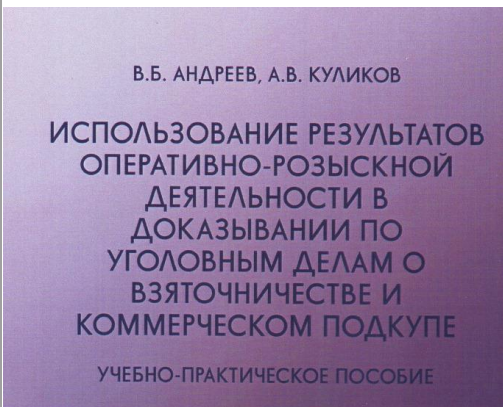 В.Б. АНДРЕЕВ, А.В. КУЛИКОВ
ИСПОЛЬЗОВАНИЕ РЕЗУЛЬТАТОВ
ОПЕРАТИВНО-РОЗЫСКНОЙ
ДЕЯТЕЛЬНОСТИ В
ДОКАЗЫВАНИИ ПО
УГОЛОВНЫМ ДЕЛАМ О
ВЗЯТОЧНИЧЕСТВЕ И
КОММЕРЧЕСКОМ ПОДКУПЕ
УЧЕБНО-ПРАКТИЧЕСКОЕ ПОСОБИЕ